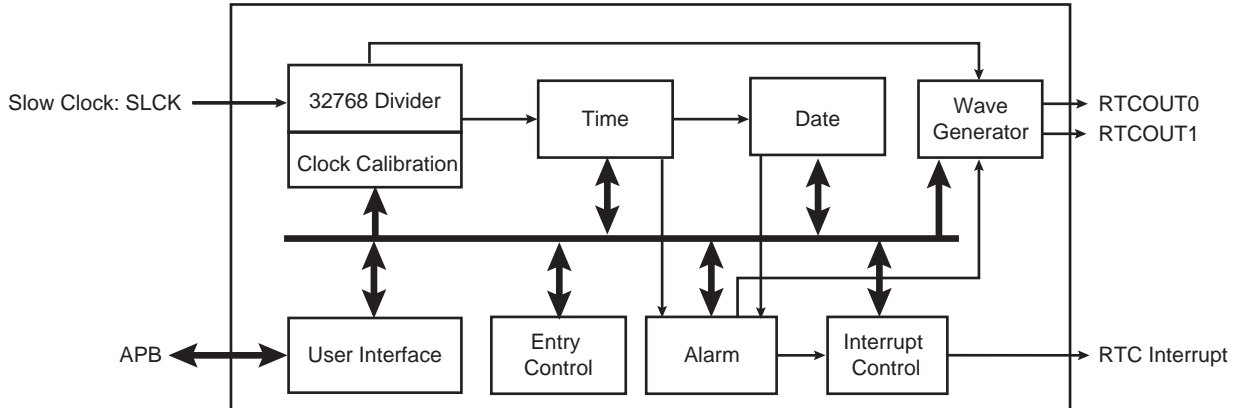 Slow Clock: SLCK
32768 Divider
Clock Calibration
Time
Date
Wave
Generator
RTCOUT0
RTCOUT1
APB
User Interface
Entry
Control
Alarm
Interrupt
Control
RTC Interrupt